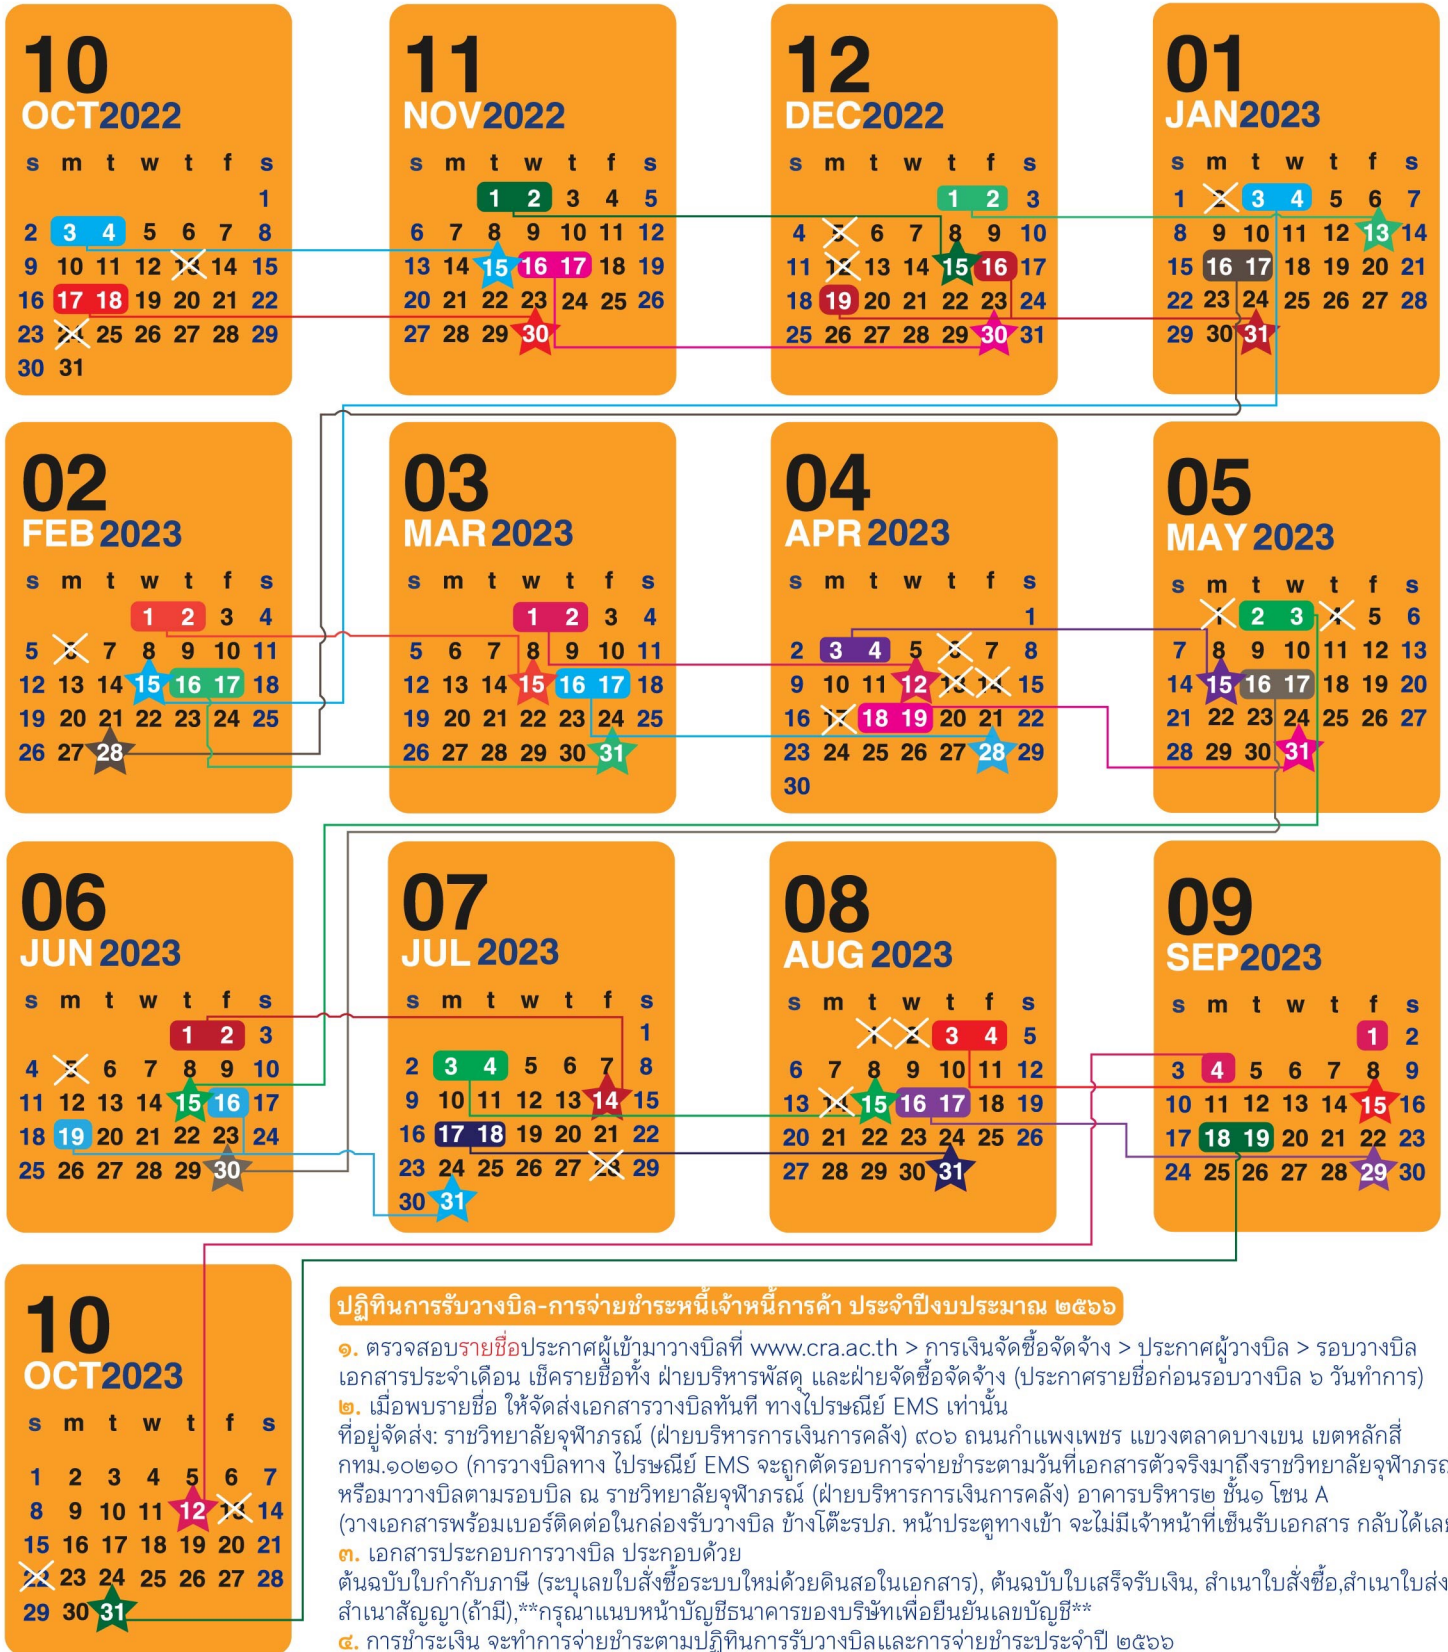 10
OCT2022
s m t w t f s
1
2 3 4 5 6 7 8
9 10 11 12 13 14 15
16 17 18 19 20 21 22
23 24 25 26 27 28 29
30 31
11
NOV2022
s m t w t f s
1 2 3 4 5
6 7 8 9 10 11 12
13 14 15 16 17 18 19
20 21 22 23 24 25 26
27 28 29 30
12
DEC2022
s m t w t f s
1 2 3
4 5 6 7 8 9 10
11 12 13 14 15 16 17
18 19 20 21 22 23 24
25 26 27 28 29 30 31
01
JAN2023
s m t w t f s
1 2 3 4 5 6 7
8 9 10 11 12 13 14
15 16 17 18 19 20 21
22 23 24 25 26 27 28
29 30 31
02
FEB 2023
s m t w t f s
1 2 3 4
5 6 7 8 9 10 11
12 13 14 15 16 17 18
19 20 21 22 23 24 25
26 27 28
03
MAR 2023
s m t w t f s
1 2 3 4
5 6 7 8 9 10 11
12 13 14 15 16 17 18
19 20 21 22 23 24 25
26 27 28 29 30 31
04
APR 2023
s m t w t f s
1
2 3 4 5 6 7 8
9 10 11 12 13 14 15
16 17 18 19 20 21 22
23 24 25 26 27 28 29
30
05
MAY 2023
s m t w t f s
1 2 3 4 5 6
7 8 9 10 11 12 13
14 15 16 17 18 19 20
21 22 23 24 25 26 27
28 29 30 31
06
JUN 2023
s m t w t f s
1 2 3
4 5 6 7 8 9 10
11 12 13 14 15 16 17
18 19 20 21 22 23 24
25 26 27 28 29 30
07
JUL 2023
s m t w t f s
1
2 3 4 5 6 7 8
9 10 11 12 13 14 15
16 17 18 19 20 21 22
23 24 25 26 27 28 29
30 31
08
AUG 2023
s m t w t f s
1 2 3 4 5
6 7 8 9 10 11 12
13 14 15 16 17 18 19
20 21 22 23 24 25 26
27 28 29 30 31
09
SEP2023
s m t w t f s
1 2
3 4 5 6 7 8 9
10 11 12 13 14 15 16
17 18 19 20 21 22 23
24 25 26 27 28 29 30
10
OCT2023
s m t w t f s
1 2 3 4 5 6 7
8 9 10 11 12 13 14
15 16 17 18 19 20 21
22 23 24 25 26 27 28
29 30 31
ปฏิทินการรับวางบิล-การจ่ายชำระหนี้เจ้าหนี้การค้า ประจำปีงบประมาณ ๒๕๖๖
๑. ตรวจสอบรายชื่อประกาศผู้เข้ามาวางบิลที่ www.cra.ac.th > การเงินจัดซื้อจัดจ้าง > ประกาศผู้วางบิล > รอบวางบิล
เอกสารประจำเดือน เช็ครายชื่อทั้ง ฝ่ายบริหารพัสดุ และฝ่ายจัดซื้อจัดจ้าง (ประกาศรายชื่อก่อนรอบวางบิล ๖ วันทำการ)
๒. เมื่อพบรายชื่อ ให้จัดส่งเอกสารวางบิลทันที ทางไปรษณีย์ EMS เท่านั้น
ที่อยู่จัดส่ง: ราชวิทยาลัยจุฬาภรณ์ (ฝ่ายบริหารการเงินการคลัง) ๙๐๖ ถนนกำแพงเพชร แขวงตลาดบางเขน เขตหลักสี่
กทม.๑๐๒๑๐ (การวางบิลทาง ไปรษณีย์ EMS จะถูกตัดรอบการจ่ายชำระตามวันที่เอกสารตัวจริงมาถึงราชวิทยาลัยจุฬาภรณ
หรือมาวางบิลตามรอบบิล ณ ราชวิทยาลัยจุฬาภรณ์ (ฝ่ายบริหารการเงินการคลัง) อาคารบริหาร๒ ชั้น๑ โซน A
(วางเอกสารพร้อมเบอร์ติดต่อในกล่องรับวางบิล ข้างโต๊ะรปภ. หน้าประตูทางเข้า จะไม่มีเจ้าหน้าที่เซ็นรับเอกสาร กลับได้เลย
๓. เอกสารประกอบการวางบิล ประกอบด้วย
ต้นฉบับใบกำกับภาษี (ระบุเลขใบสั่งซื้อระบบใหม่ด้วยดินสอในเอกสาร), ต้นฉบับใบเสร็จรับเงิน, สำเนาใบสั่งซื้อ,สำเนาใบส่ง
สำเนาสัญญา(ถ้ามี),**กรุณาแนบหน้าบัญชีธนาคารของบริษัทเพื่อยืนยันเลขบัญชี**
๔. การชำระเงิน จะทำการจ่ายชำระตามปฏิทินการรับวางบิลและการจ่ายชำระประจำปี ๒๕๖๖